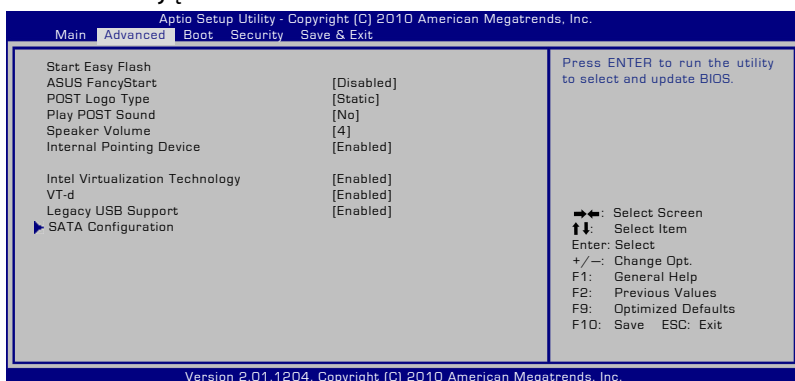 Aptio Setup Utility - Copyright (C) 2010 American Megatrends, Inc.
Main Advanced Boot Security Save & Exit
Start Easy Flash
ASUS FancyStart [Disabled]
POST Logo Type [Static]
Play POST Sound [No]
Speaker Volume [4]
Internal Pointing Device [Enabled]
Intel Virtualization Technology [Enabled]
VT-d [Enabled]
Legacy USB Support [Enabled]
SATA Configuration
Press ENTER to run the utility
to select and update BIOS.
→←: Select Screen
↑↓: Select Item
Enter: Select
+/—: Change Opt.
F1: General Help
F2: Previous Values
F9: Optimized Defaults
F10: Save ESC: Exit
Version 2.01.1204. Copyright (C) 2010 American Megatrends, Inc.